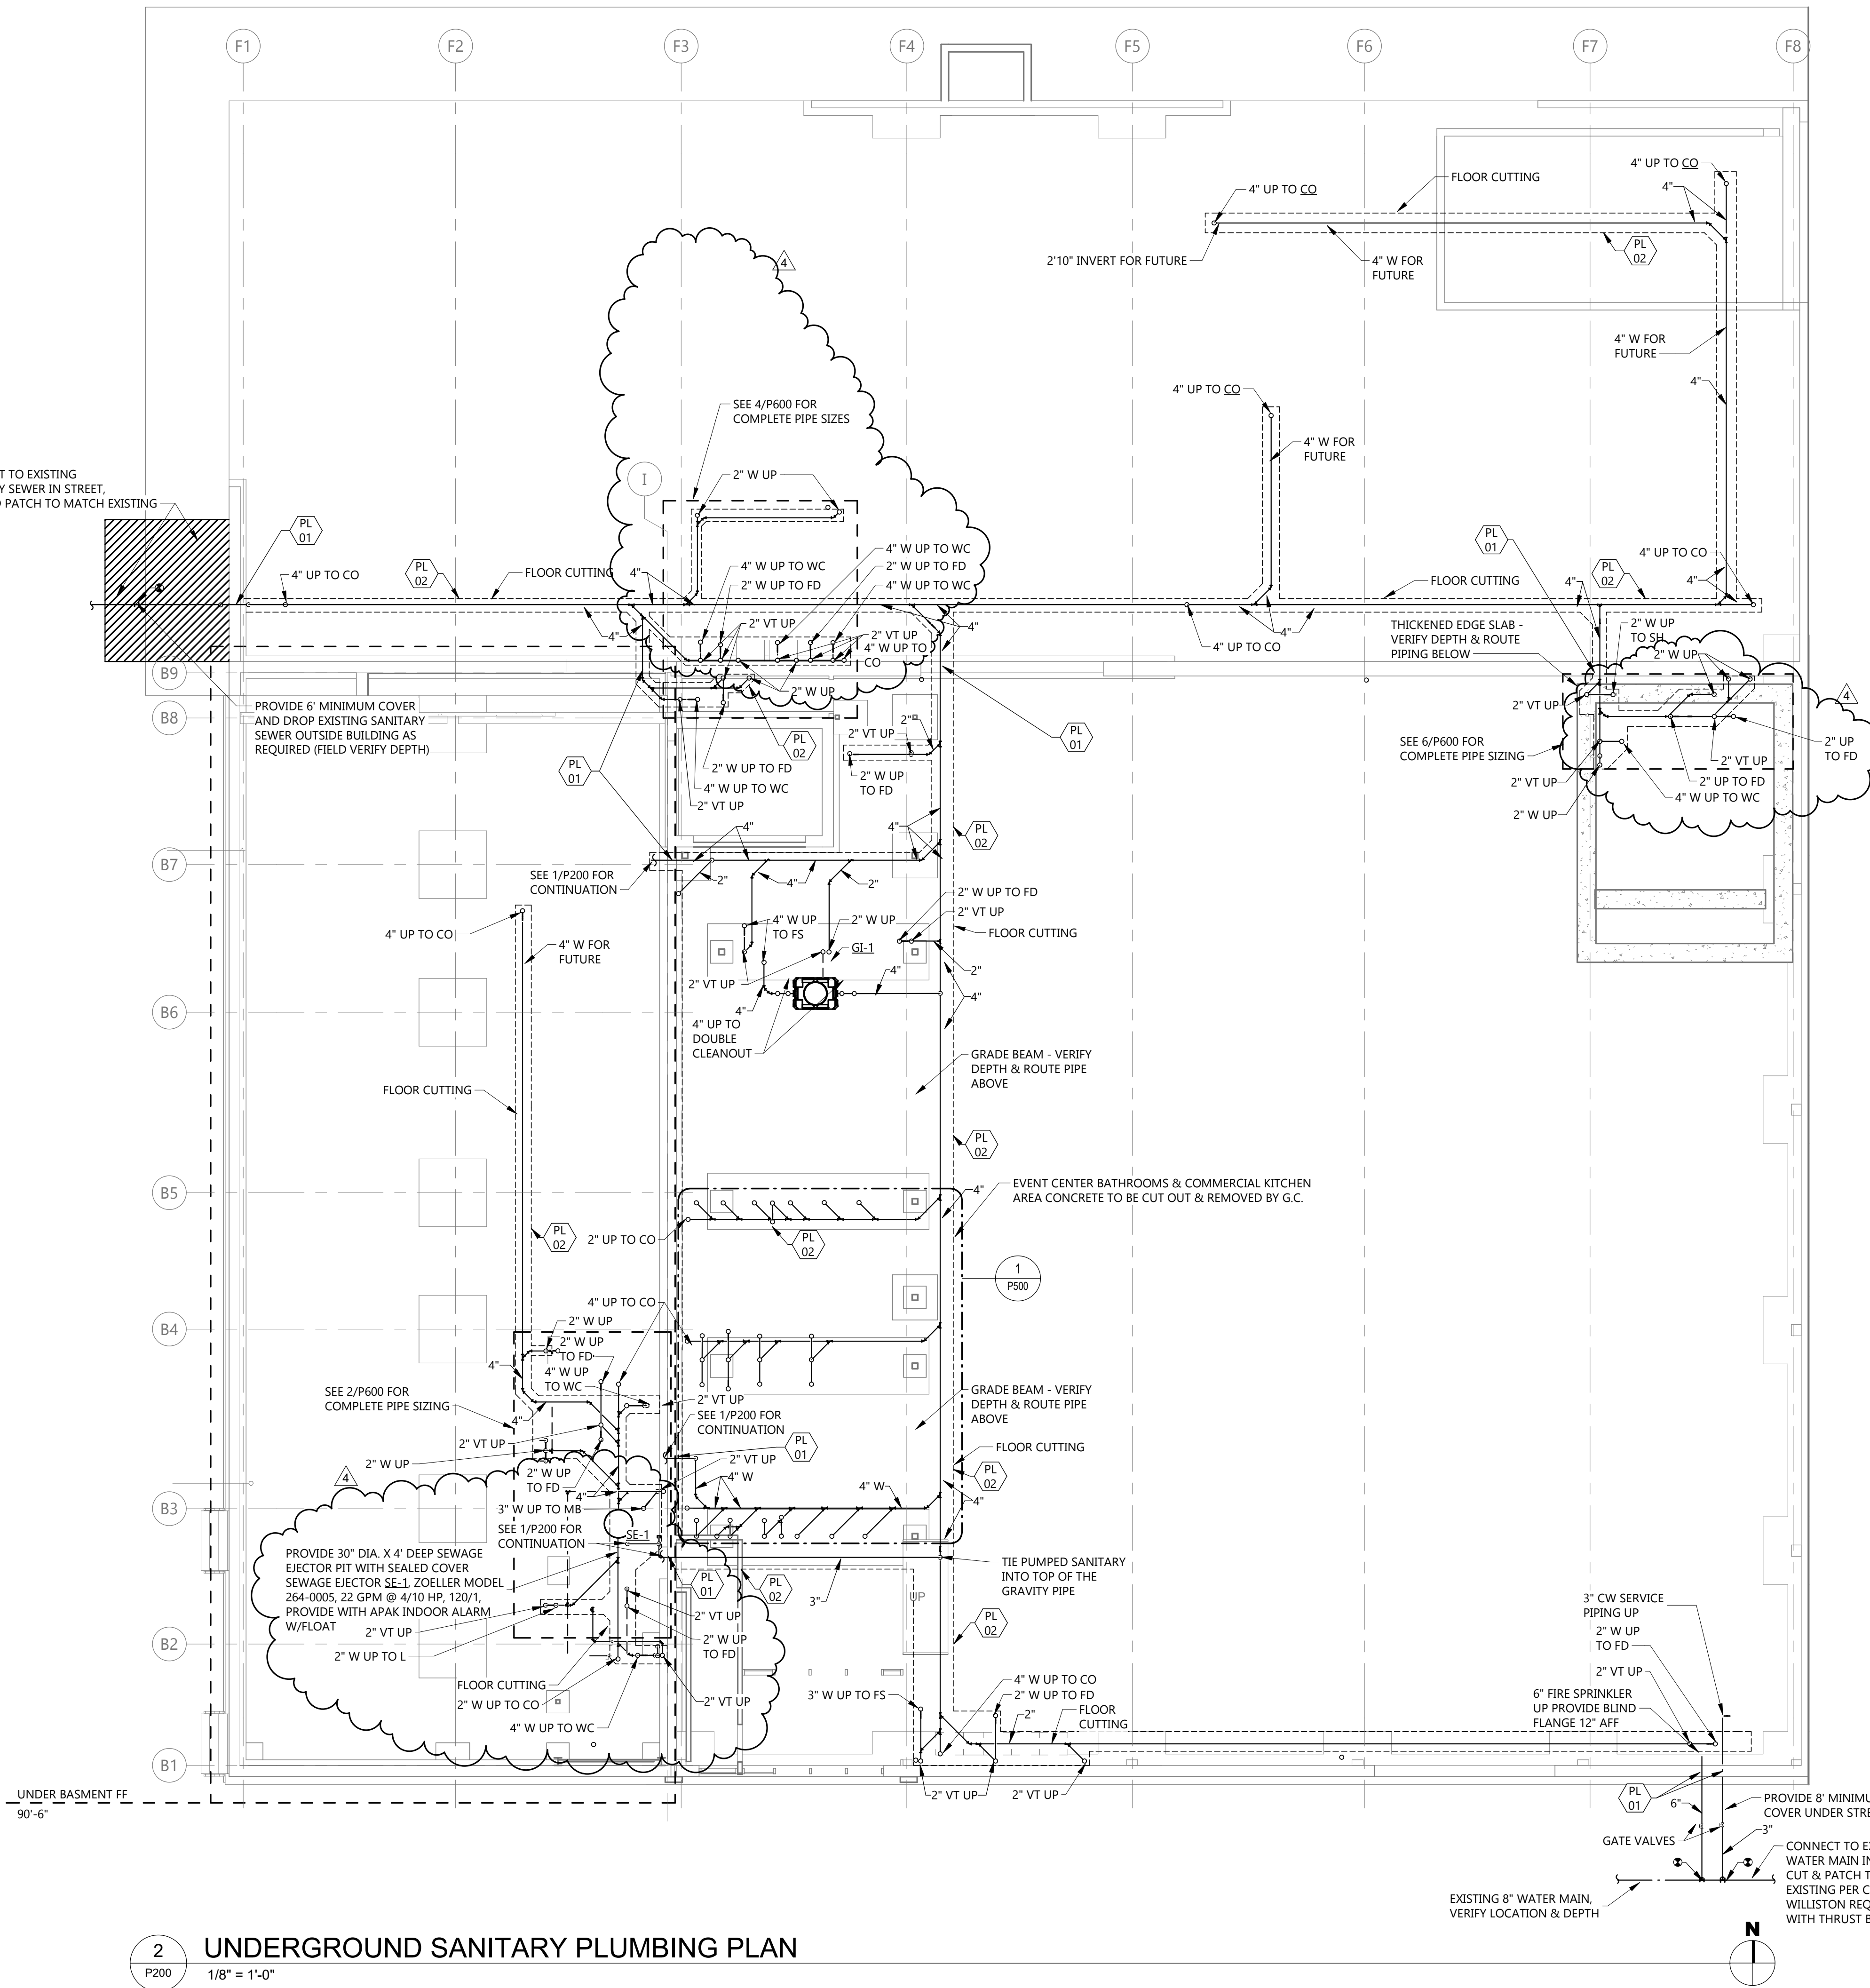 F1
F2
F3
F4
F5
F6
F7
F8
4" UP TO CO
FLOOR CUTTING
4" UP TO CO
4"
2'10" INVERT FOR FUTURE
4" W FOR
FUTURE
PL
02
4
4" W FOR
FUTURE
4"
4" UP TO CO
4" W FOR
FUTURE
SEE 4/P600 FOR
COMPLETE PIPE SIZES
I
2" W UP
T TO EXISTING
Y SEWER IN STREET,
PATCH TO MATCH EXISTING
PL
01
4" UP TO CO
PL
02
FLOOR CUTTING
4"
4" W UP TO WC
2" W UP TO FD
4" W UP TO WC
2" W UP TO FD
4" W UP TO WC
4"
4"
2" VT UP
2" VT UP
4" W UP TO
CO
2" W UP
PL
01
4" UP TO CO
PL
02
FLOOR CUTTING
4"
4"
4"
4" UP TO CO
THICKENED EDGE SLAB -
VERIFY DEPTH & ROUTE
PIPING BELOW
2" W UP
TO SH
2" W UP
4
2" VT UP
SEE 6/P600 FOR
COMPLETE PIPE SIZING
2" UP
TO FD
2" VT UP
2" UP TO FD
4" W UP TO WC
2" VT UP
2" W UP
B9
B8
PROVIDE 6' MINIMUM COVER
AND DROP EXISTING SANITARY
SEWER OUTSIDE BUILDING AS
REQUIRED (FIELD VERIFY DEPTH)
PL
01
PL
02
2" W UP TO FD
4" W UP TO WC
2" VT UP
2"
2" VT UP
2" W UP
TO FD
PL
01
PL
02
B7
4"
4"
SEE 1/P200 FOR
CONTINUATION
2"
4"
2"
2" W UP TO FD
2" VT UP
FLOOR CUTTING
4" UP TO CO
4" W FOR
FUTURE
4" W UP
TO FS
2" W UP
GI-1
2" VT UP
4"
2"
4"
B6
4"
4" UP TO
DOUBLE
CLEANOUT
GRADE BEAM - VERIFY
DEPTH & ROUTE PIPE
ABOVE
FLOOR CUTTING
PL
02
B5
4"
EVENT CENTER BATHROOMS & COMMERCIAL KITCHEN
AREA CONCRETE TO BE CUT OUT & REMOVED BY G.C.
PL
02
2" UP TO CO
PL
02
1
P500
B4
4" UP TO CO
2" W UP
2" W UP
TO FD
4" W UP
TO WC
4"
SEE 2/P600 FOR
COMPLETE PIPE SIZING
4"
2" VT UP
SEE 1/P200 FOR
CONTINUATION
GRADE BEAM - VERIFY
DEPTH & ROUTE PIPE
ABOVE
PL
01
FLOOR CUTTING
PL
02
2" VT UP
2" W UP
4
2" W UP
TO FD
4"
2" VT UP
4" W
4" W
4"
B3
3" W UP TO MB
SEE 1/P200 FOR
CONTINUATION
SE-1
PROVIDE 30" DIA. X 4' DEEP SEWAGE
EJECTOR PIT WITH SEALED COVER
SEWAGE EJECTOR SE-1, ZOELLER MODEL
264-0005, 22 GPM @ 4/10 HP, 120/1,
PROVIDE WITH APAK INDOOR ALARM
W/FLOAT
PL
01
PL
02
3"
TIE PUMPED SANITARY
INTO TOP OF THE
GRAVITY PIPE
UP
PL
02
2" VT UP
2" VT UP
2" W UP
TO FD
B2
2" W UP TO L
FLOOR CUTTING
2" W UP TO CO
4" W UP TO WC
2" VT UP
3" W UP TO FS
4" W UP TO CO
2" W UP TO FD
2"
FLOOR
CUTTING
3" CW SERVICE
PIPING UP
2" W UP
TO FD
2" VT UP
6" FIRE SPRINKLER
UP PROVIDE BLIND
FLANGE 12" AFF
B1
2" VT UP
2" VT UP
UNDER BASMENT FF
90'-6"
PL
01
6"
PROVIDE 8' MINIMU
COVER UNDER STRE
3"
GATE VALVES
CONNECT TO E
WATER MAIN IN
CUT & PATCH T
EXISTING PER C
WILLISTON REQ
WITH THRUST B
EXISTING 8" WATER MAIN,
VERIFY LOCATION & DEPTH
N
2
P200
UNDERGROUND SANITARY PLUMBING PLAN
1/8" = 1'-0"